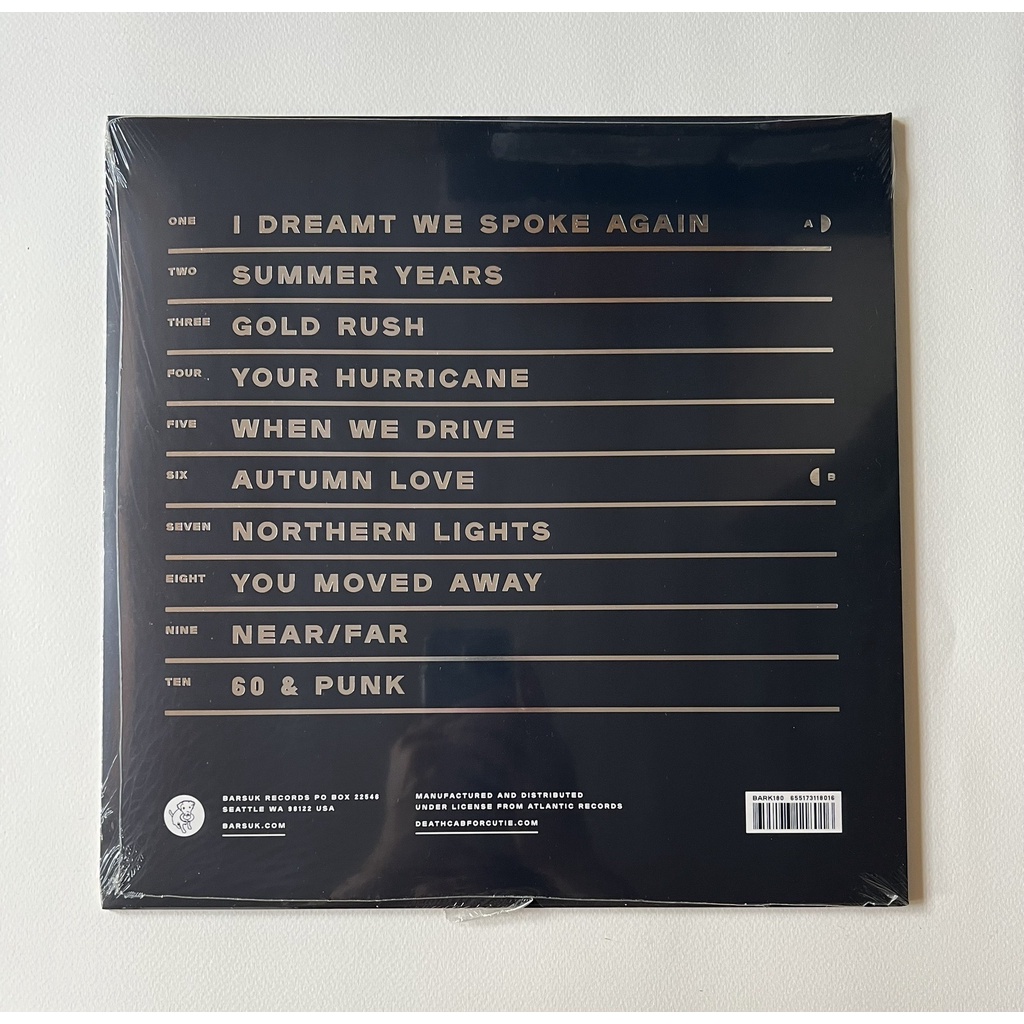 ONE I DREAMT WE SPOKE AGAIN A
TWO SUMMER YEARS
THREE GOLD RUSH
FOUR YOUR HURRICANE
FIVE WHEN WE DRIVE
SIX AUTUMN LOVE B
SEVEN NORTHERN LIGHTS
EIGHT YOU MOVED AWAY
NINE NEAR/FAR
TEN 60 & PUNK
BARSUK RECORDS PO BOX 22546
SEATTLE WA 98122 USA
BARSUK.COM
MANUFACTURED AND DISTRIBUTED
UNDER LICENSE FROM ATLANTIC RECORDS
DEATHCABFORCUTIE.COM
BARK180 655173118016